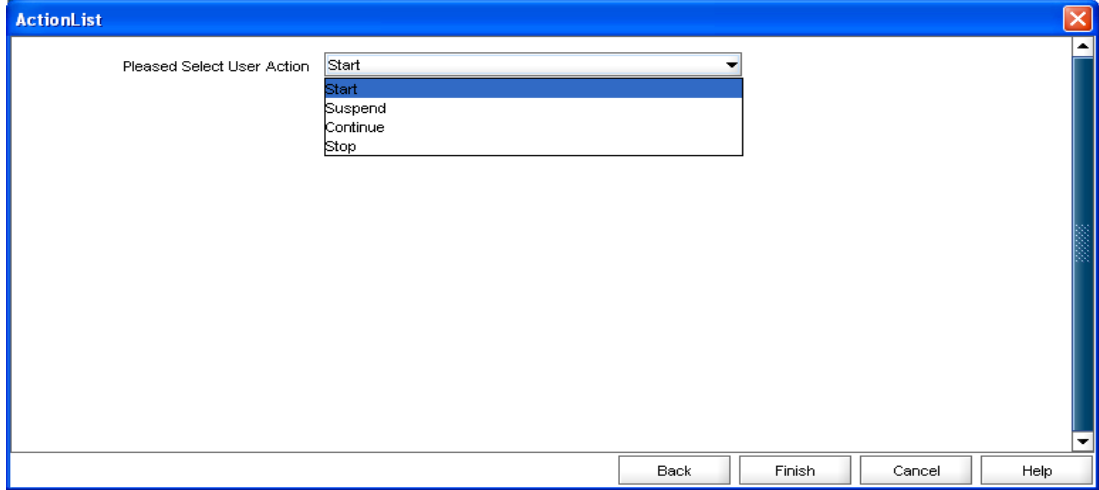 ActionList
Pleased Select User Action Start
Start
Suspend
Continue
Stop
Back Finish Cancel Help